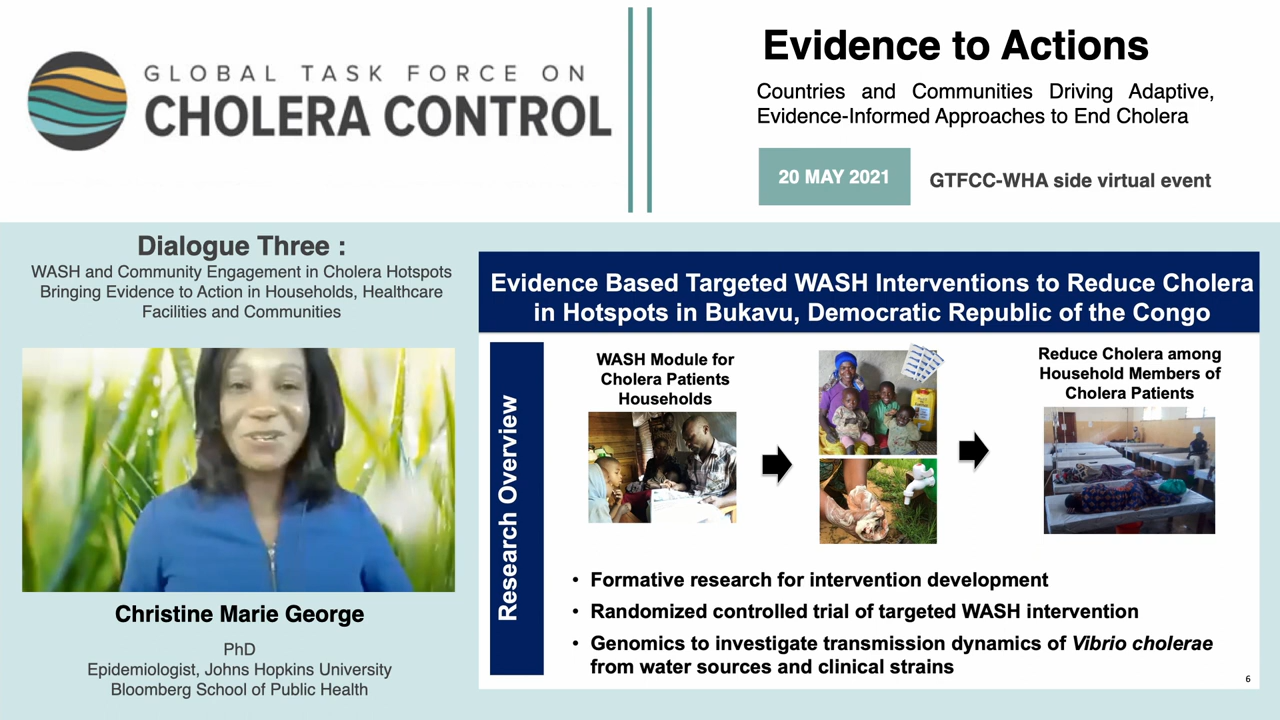 GLOBAL TASK FORCE ON
CHOLERA CONTROL
Evidence to Actions
Countries and Communities Driving Adaptive,
Evidence-Informed Approaches to End Cholera
20 MAY 2021
GTFCC-WHA side virtual event
Dialogue Three :
WASH and Community Engagement in Cholera Hotspots
Bringing Evidence to Action in Households, Healthcare
Facilities and Communities
Christine Marie George
PhD
Epidemiologist, Johns Hopkins University
Bloomberg School of Public Health
Evidence Based Targeted WASH Interventions to Reduce Cholera
in Hotspots in Bukavu, Democratic Republic of the Congo
Research Overview
WASH Module for
Cholera Patients
Households
Reduce Cholera among
Household Members of
Cholera Patients
• Formative research for intervention development
• Randomized controlled trial of targeted WASH intervention
• Genomics to investigate transmission dynamics of Vibrio cholerae
from water sources and clinical strains
6